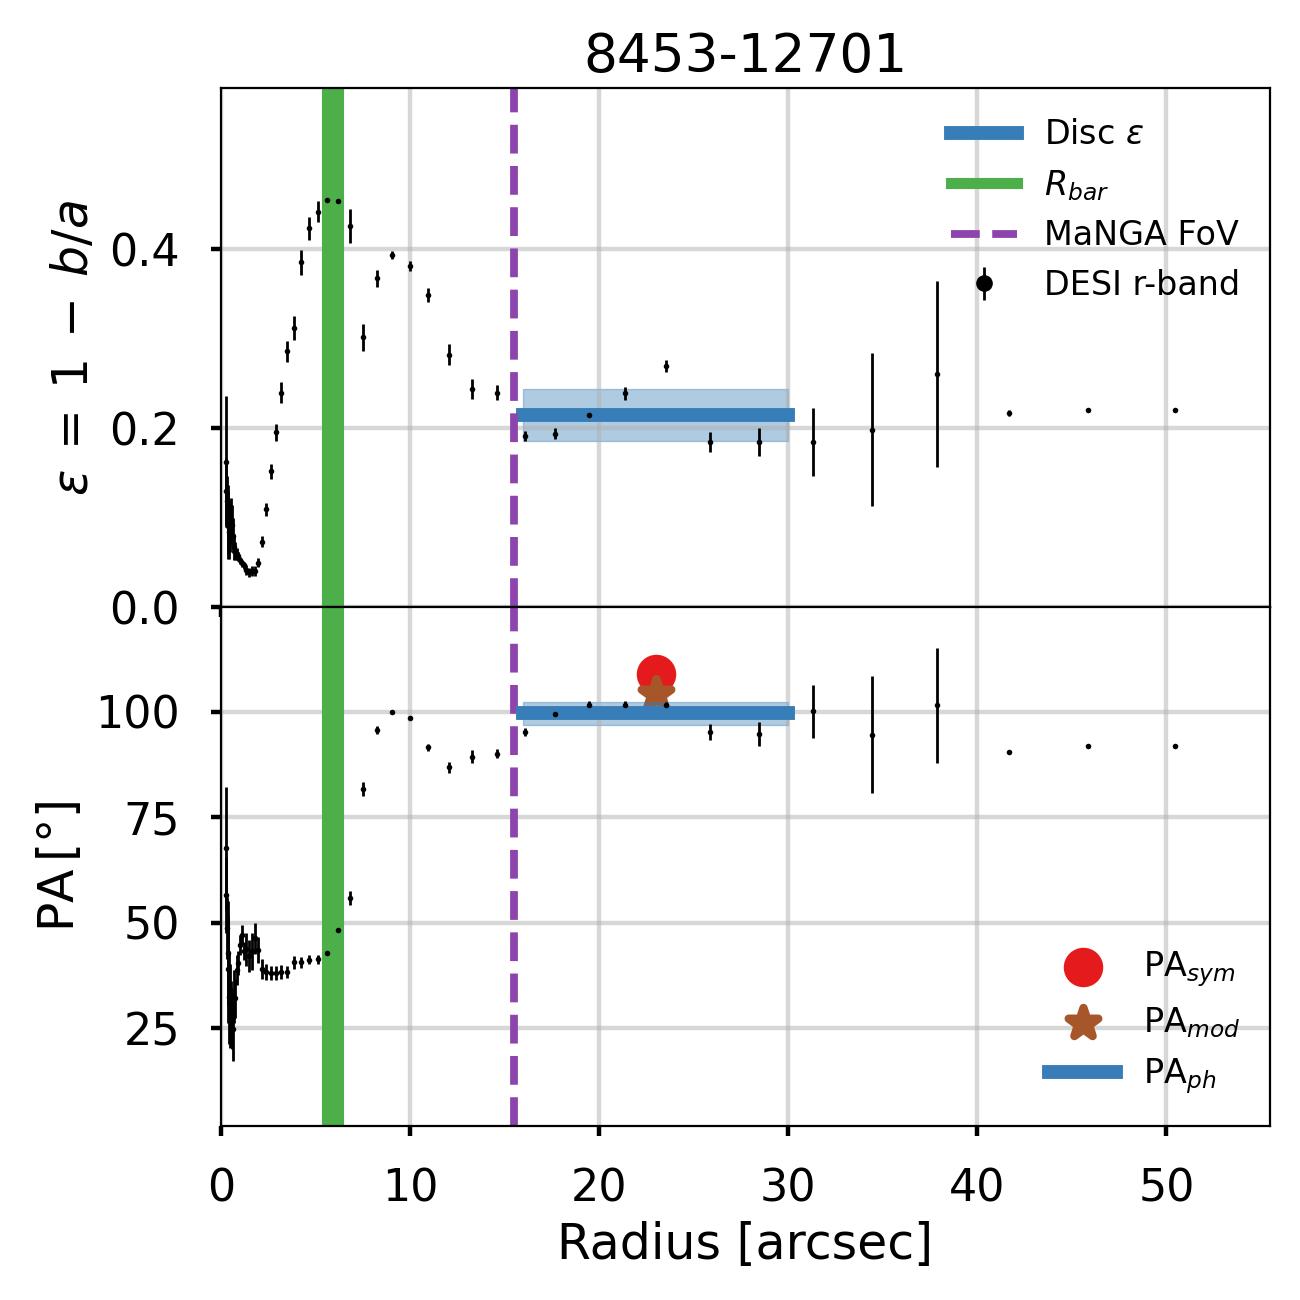 8453-12701
ε = 1 − b/a
0.4
0.2
0.0
Disc ε
R_bar
MaNGA FoV
DESI r-band
PA [°]
100
75
50
25
PA_sym
PA_mod
PA_ph
0 10 20 30 40 50
Radius [arcsec]